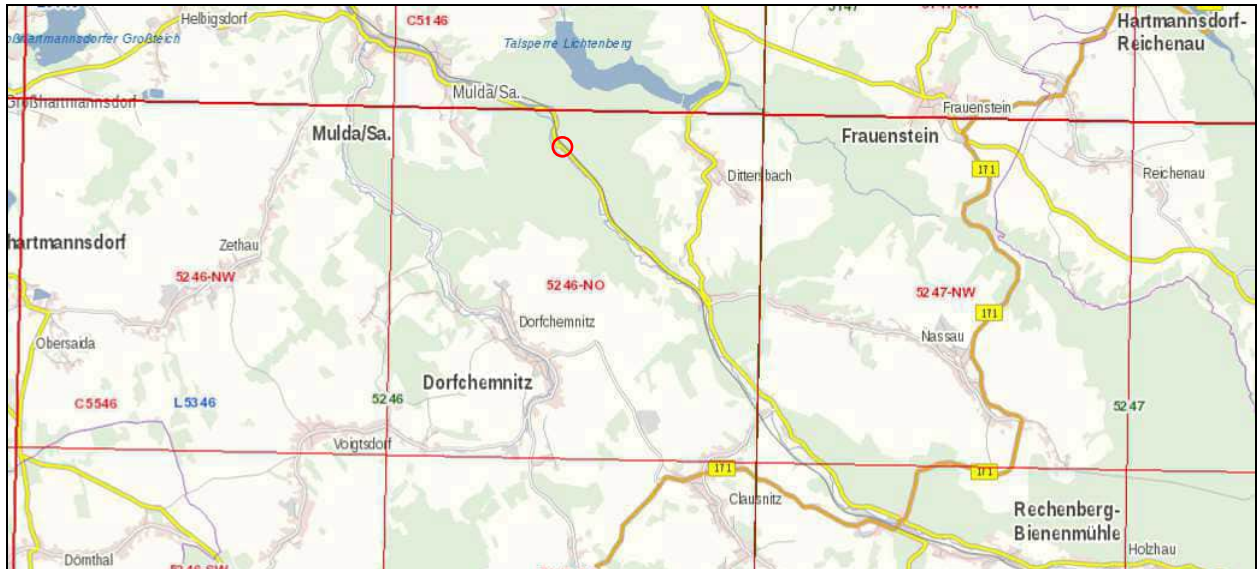 Helbigsdorf
C5146
Hartmannsdorf-
Reichenau
Großhartmannsdorfer Großteich
Talsperre Lichtenberg
Mulda/Sa.
Großhartmannsdorf
Frauenstein
Mulda/Sa.
Frauenstein
171
Dittersbach
Reichenau
hartmannsdorf
Zethau
5246-NW
5246-NO
5247-NW
171
Dorfchemnitz
Nassau
Obersaida
Dorfchemnitz
C5546
L5346
5246
5247
Voigtsdorf
171
171
Clausnitz
Rechenberg-
Bienenmühle
Dörnthal
Holzhau
5246-SW